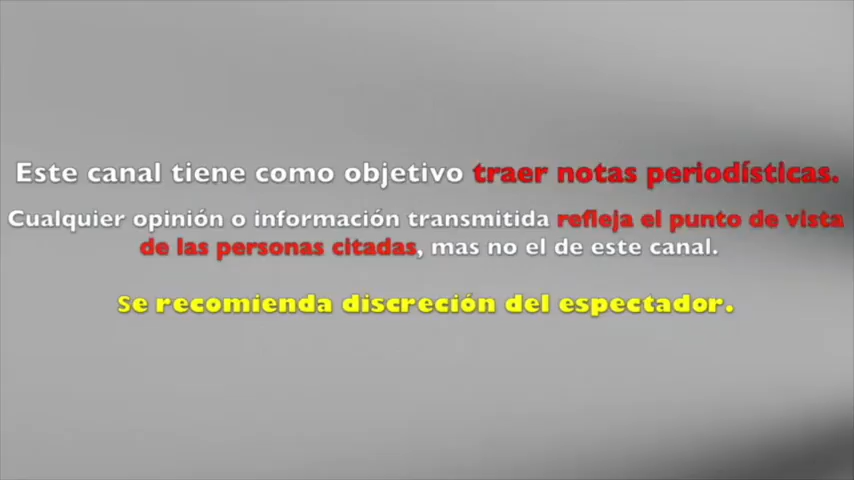 Este canal tiene como objetivo traer notas periodísticas.
Cualquier opinión o información transmitida refleja el punto de vista
de las personas citadas, mas no el de este canal.
Se recomienda discreción del espectador.